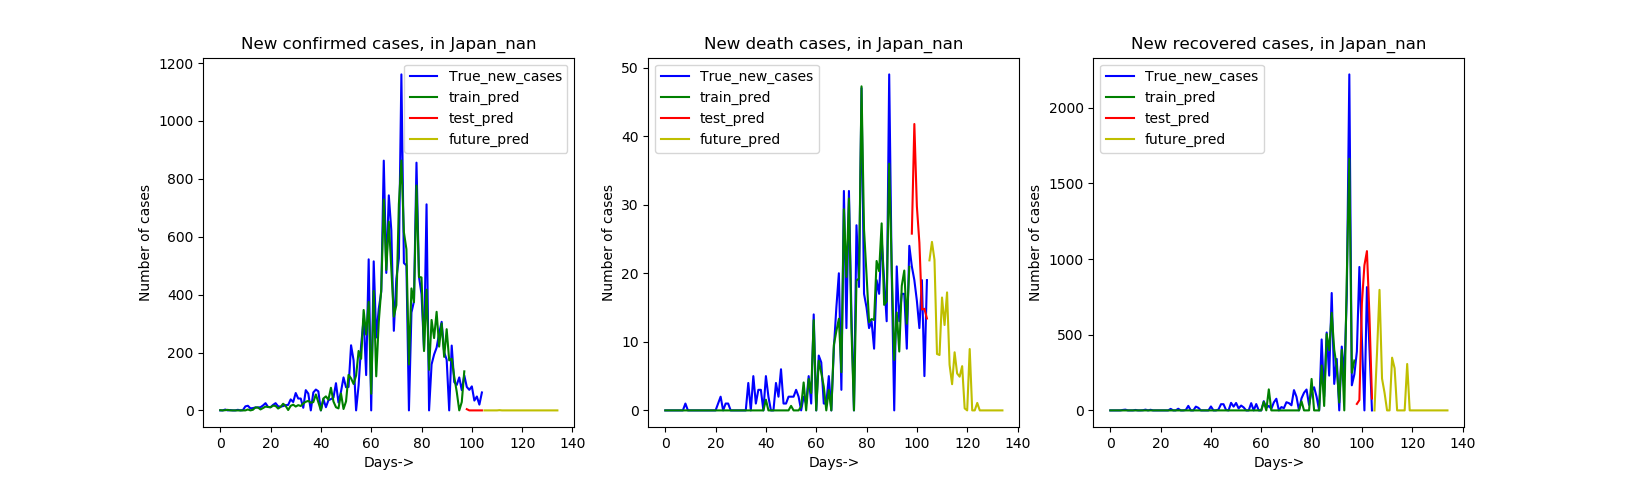 New confirmed cases, in Japan_nan
Number of cases
1200
1000
800
600
400
200
0
True_new_cases
train_pred
test_pred
future_pred
0 20 40 60 80 100 120 140
Days->
New death cases, in Japan_nan
Number of cases
50
40
30
20
10
0
True_new_cases
train_pred
test_pred
future_pred
0 20 40 60 80 100 120 140
Days->
New recovered cases, in Japan_nan
Number of cases
2000
1500
1000
500
0
True_new_cases
train_pred
test_pred
future_pred
0 20 40 60 80 100 120 140
Days->